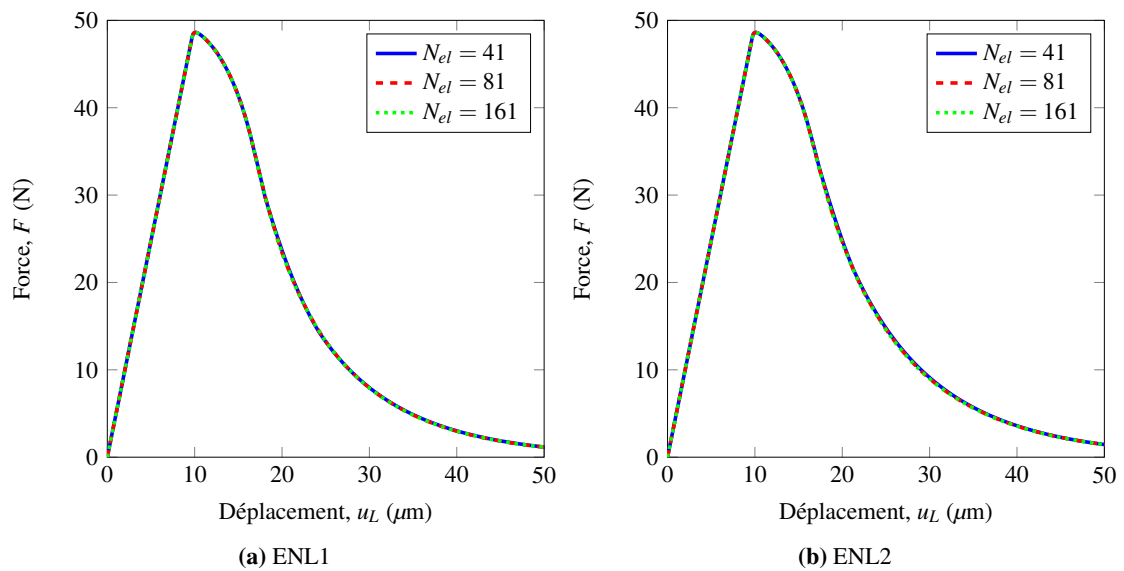 50
40
30
20
10
0
Force, F (N)
N_el = 41
N_el = 81
N_el = 161
0 10 20 30 40 50
Déplacement, u_L (μm)
(a) ENL1
50
40
30
20
10
0
Force, F (N)
N_el = 41
N_el = 81
N_el = 161
0 10 20 30 40 50
Déplacement, u_L (μm)
(b) ENL2